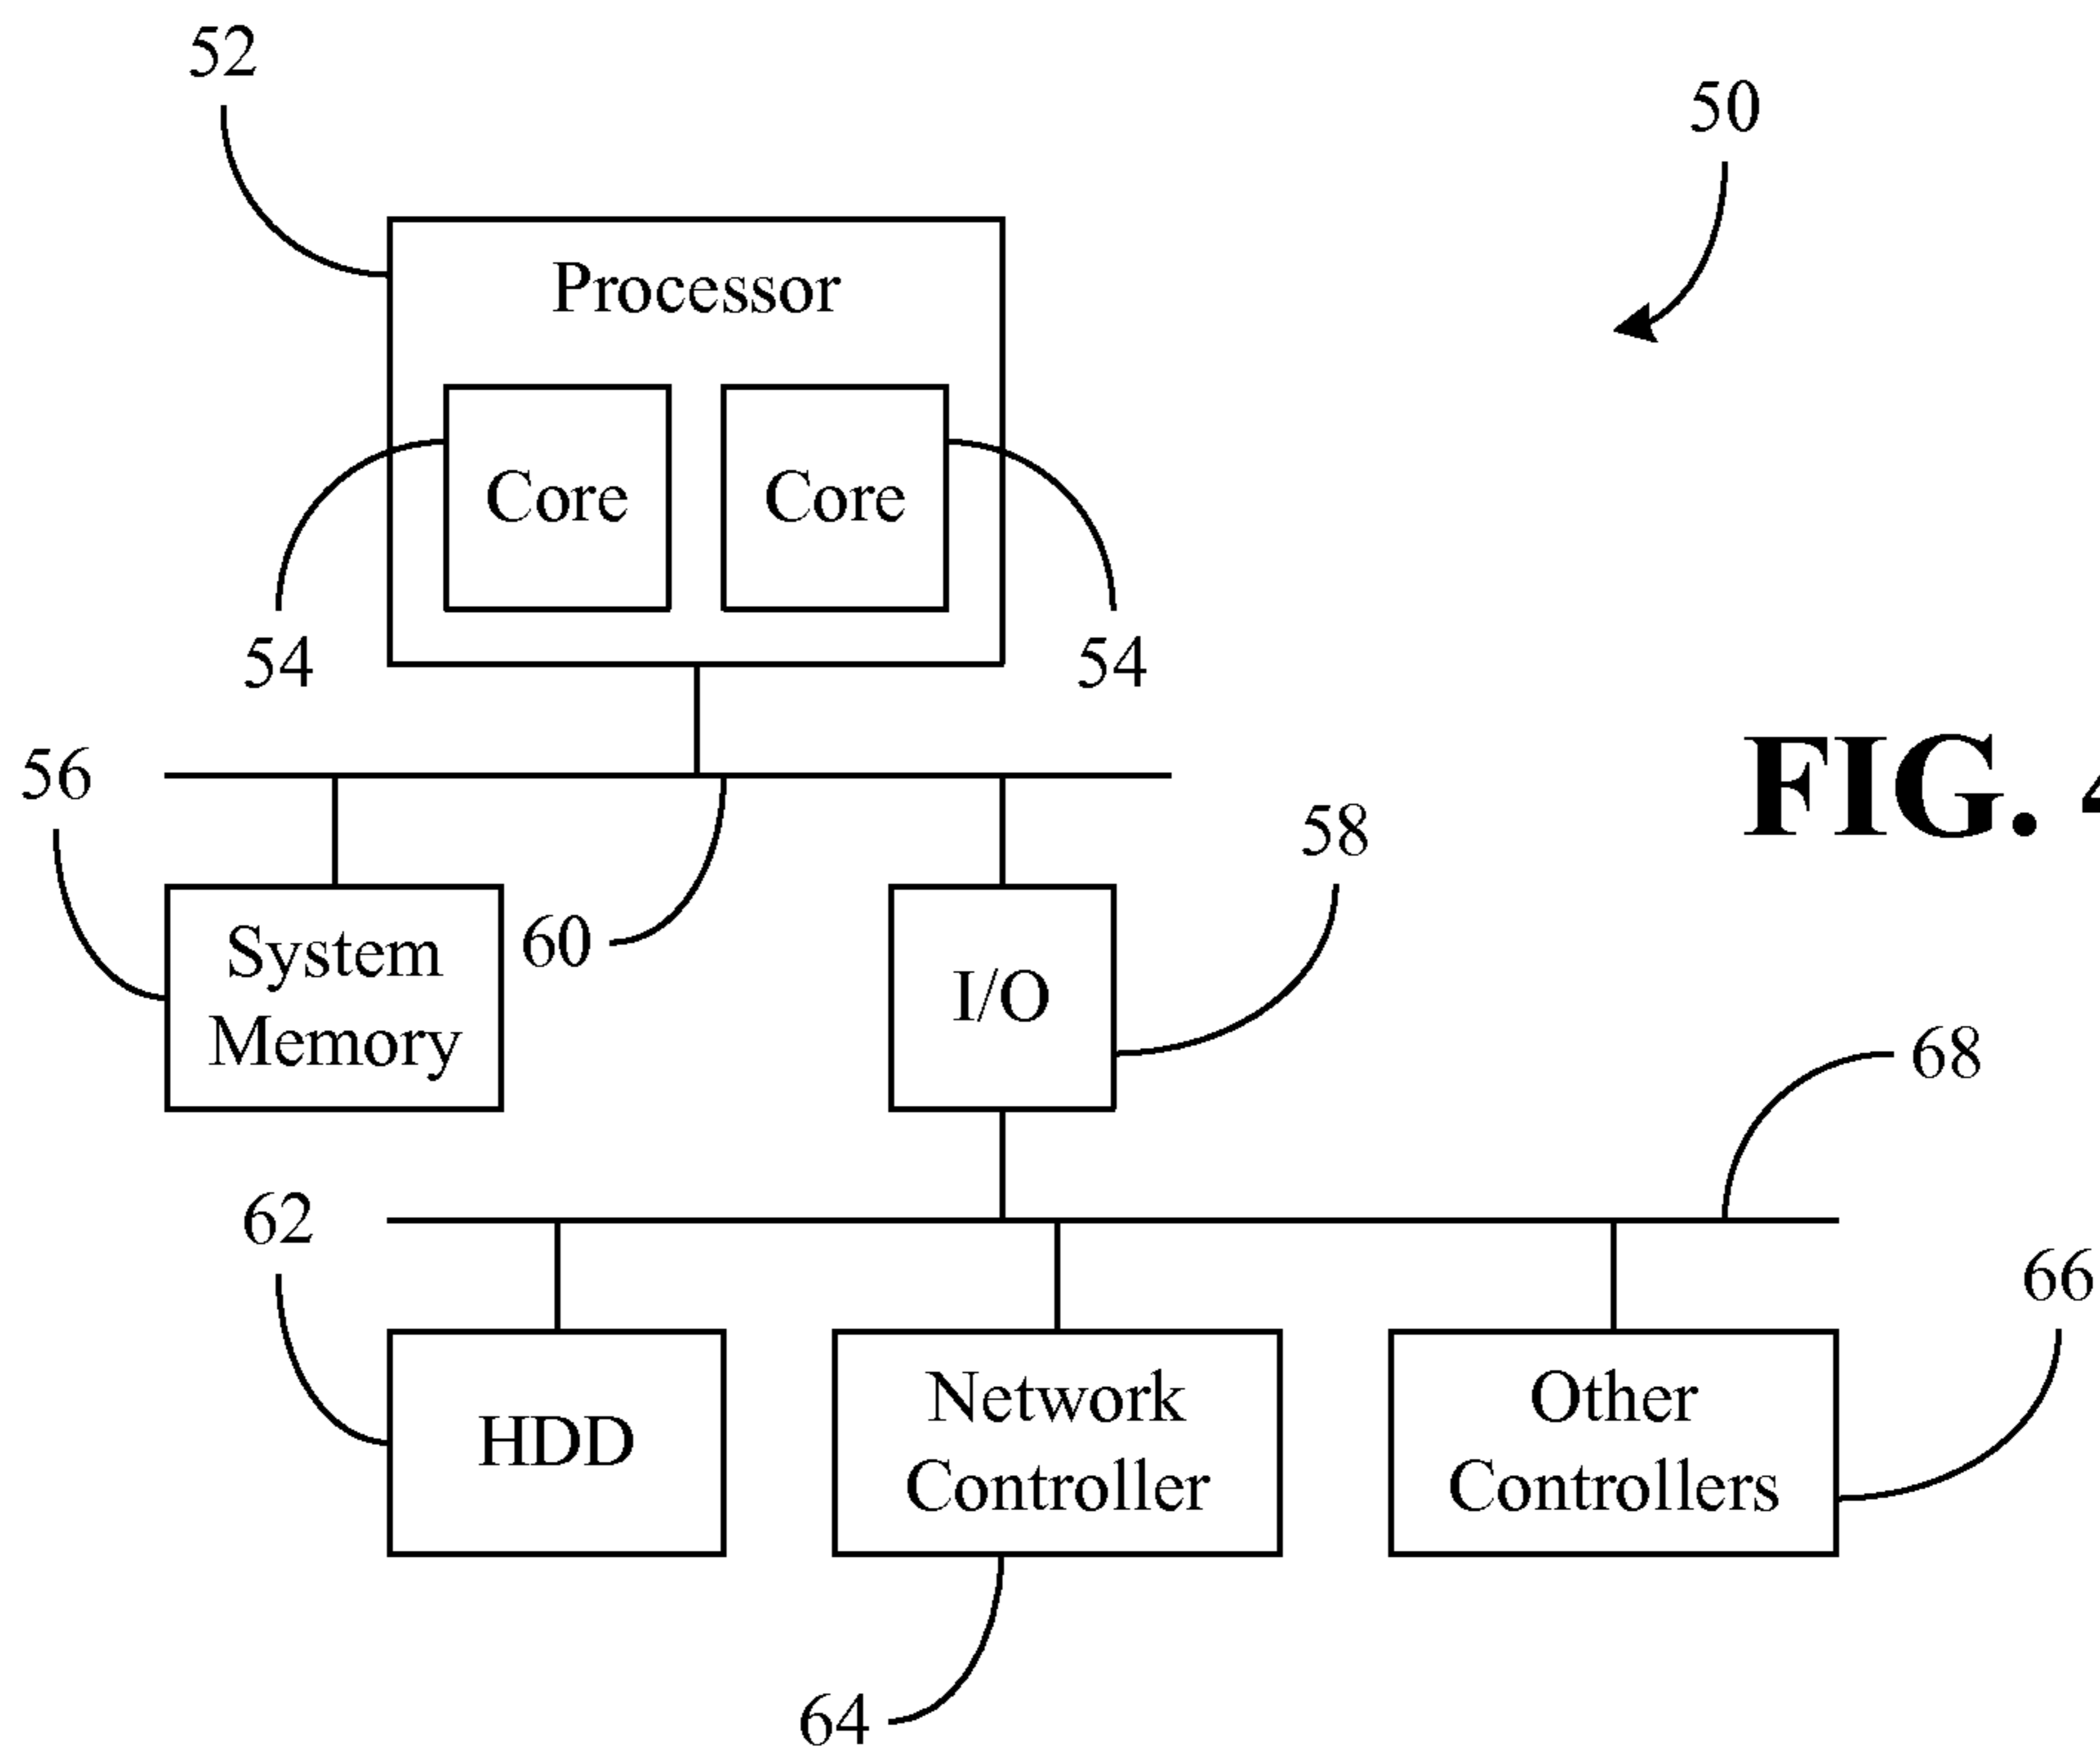 52
50
Processor
Core
Core
54
54
56
FIG. 4
58
60
System
Memory
I/O
68
62
66
HDD
Network
Controller
Other
Controllers
64